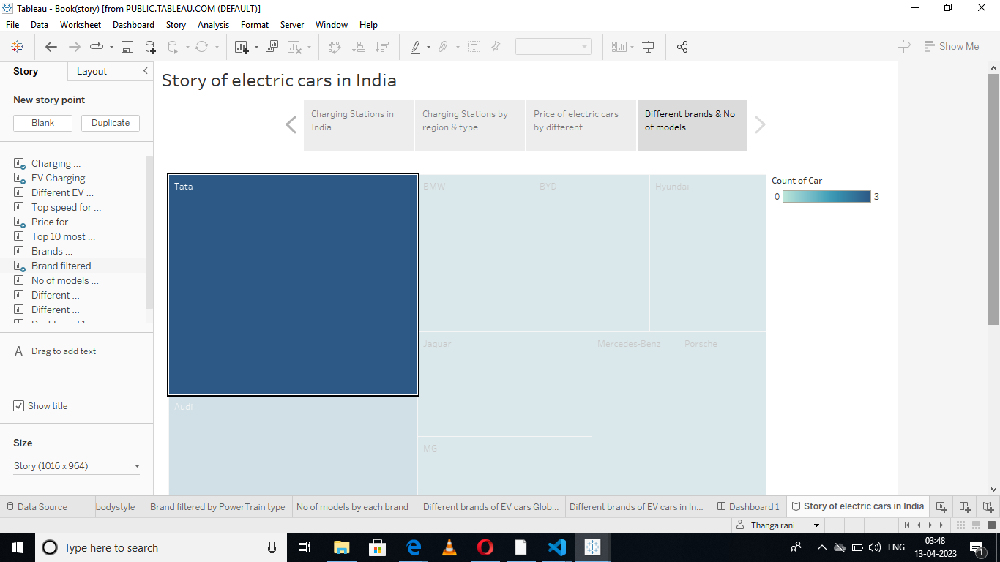 Tableau - Book(story) [from PUBLIC.TABLEAU.COM (DEFAULT)]
File Data Worksheet Dashboard Story Analysis Format Server Window Help
Show Me
Story Layout
New story point
Blank Duplicate
Charging ...
EV Charging ...
Different EV ...
Top speed for ...
Price for ...
Top 10 most ...
Brands ...
Brand filtered ...
No of models ...
Different ...
Different ...
A Drag to add text
Show title
Size
Story (1016 x 964)
Story of electric cars in India
Charging Stations in
India
Charging Stations by
region & type
Price of electric cars
by different
Different brands & No
of models
Tata
BMW
BYD
Hyundai
Jaguar
Mercedes-Benz
Porsche
Audi
MG
Count of Car
0 3
Data Source bodystyle Brand filtered by PowerTrain type No of models by each brand Different brands of EV cars Glob... Different brands of EV cars in In... Dashboard 1 Story of electric cars in India
Thanga rani
Type here to search
ENG
03:48
13-04-2023
1